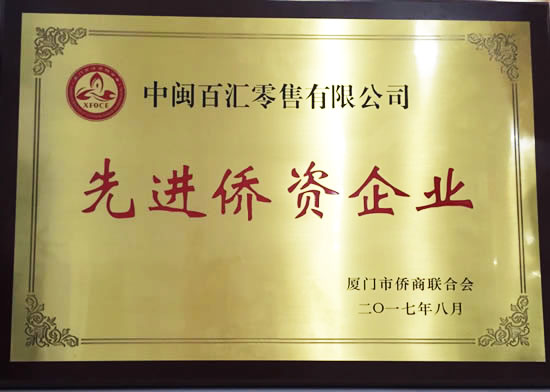 XFOCE
中闽百汇零售有限公司
先进侨资企业
厦门市侨商联合会
二〇一七年八月